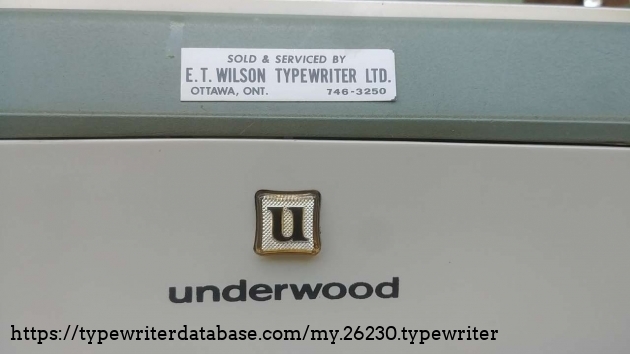 SOLD & SERVICED BY
E. T. WILSON TYPEWRITER LTD.
OTTAWA, ONT. 746-3250
u
underwood
https://typewriterdatabase.com/my.26230.typewriter